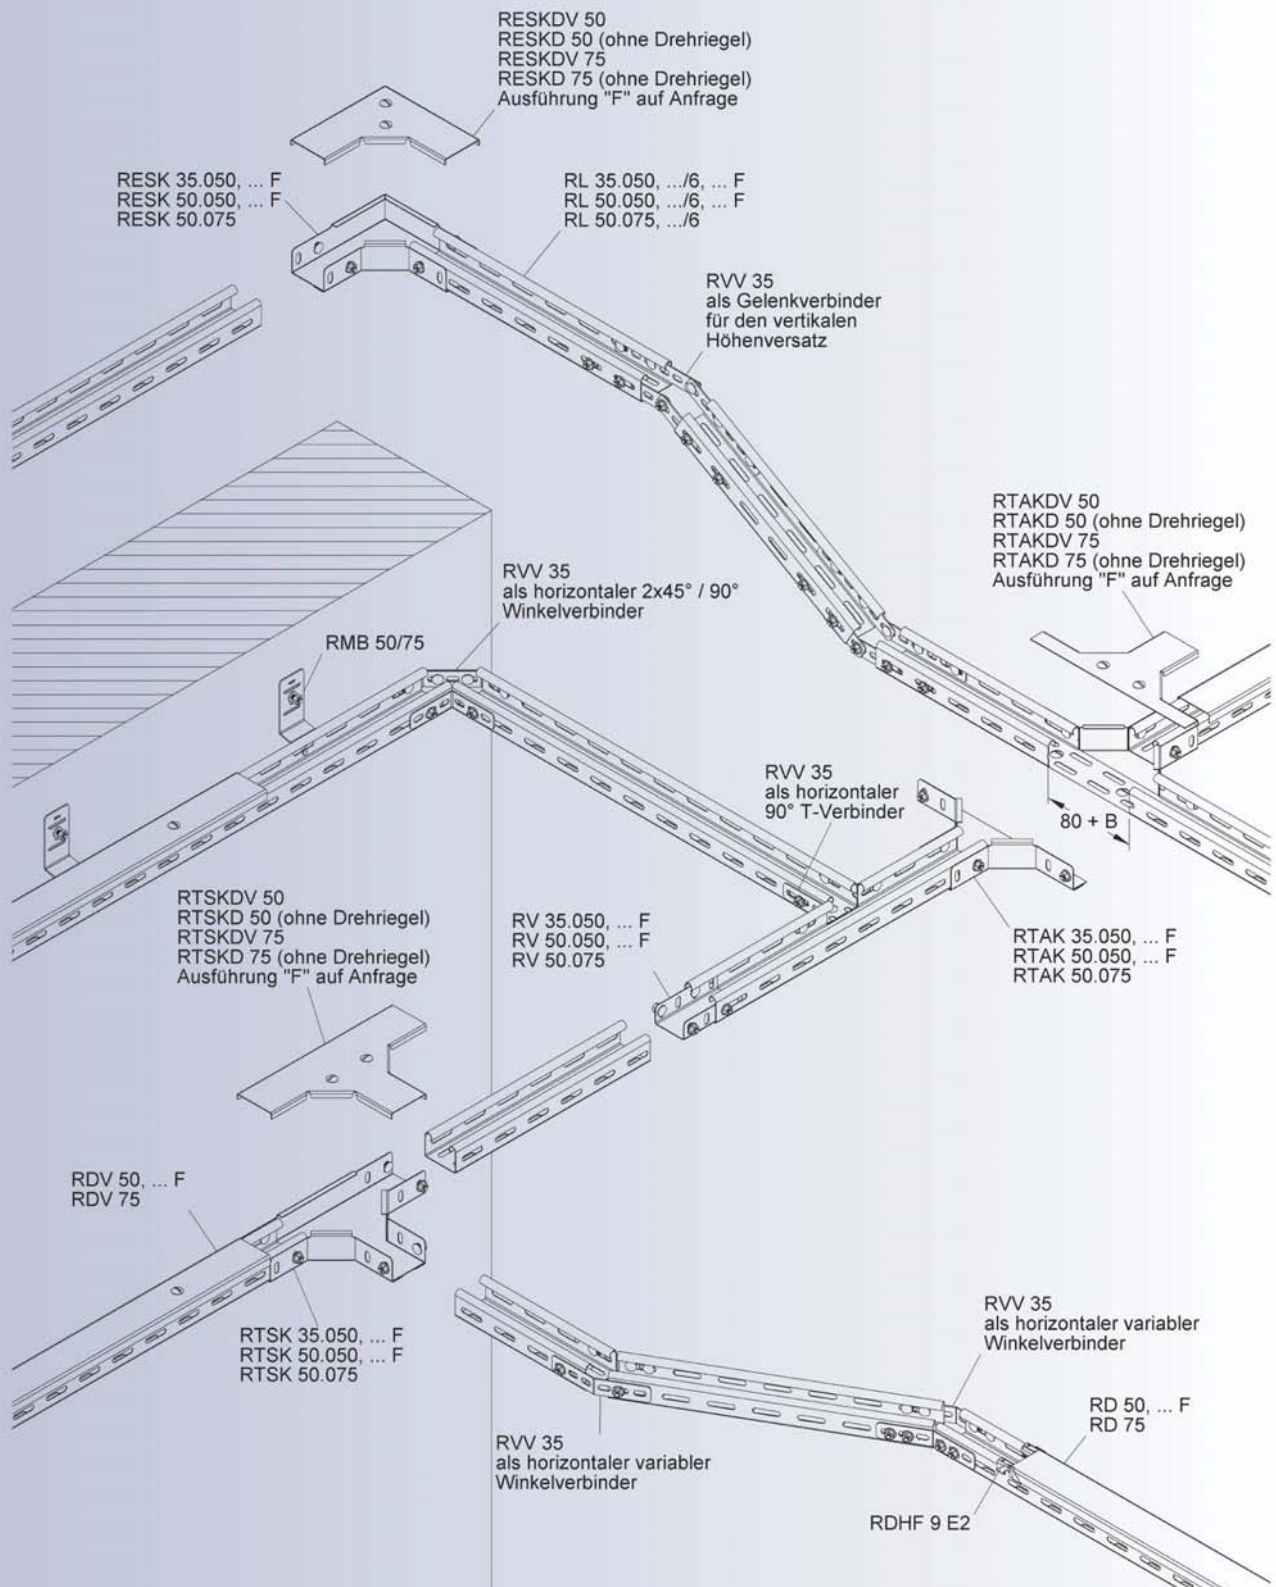 RESKDV 50
RESKD 50 (ohne Drehriegel)
RESKDV 75
RESKD 75 (ohne Drehriegel)
Ausführung "F" auf Anfrage
RESK 35.050, ... F
RESK 50.050, ... F
RESK 50.075
RL 35.050, .../6, ... F
RL 50.050, .../6, ... F
RL 50.075, .../6
RVV 35
als Gelenkverbinder
für den vertikalen
Höhenversatz
RTAKDV 50
RTAKD 50 (ohne Drehriegel)
RTAKDV 75
RTAKD 75 (ohne Drehriegel)
Ausführung "F" auf Anfrage
RVV 35
als horizontaler 2x45° / 90°
Winkelverbinder
RMB 50/75
RVV 35
als horizontaler
90° T-Verbinder
80 + B
RTSKDV 50
RTSKD 50 (ohne Drehriegel)
RTSKDV 75
RTSKD 75 (ohne Drehriegel)
Ausführung "F" auf Anfrage
RV 35.050, ... F
RV 50.050, ... F
RV 50.075
RTAK 35.050, ... F
RTAK 50.050, ... F
RTAK 50.075
RDV 50, ... F
RDV 75
RTSK 35.050, ... F
RTSK 50.050, ... F
RTSK 50.075
RVV 35
als horizontaler variabler
Winkelverbinder
RD 50, ... F
RD 75
RVV 35
als horizontaler variabler
Winkelverbinder
RDHF 9 E2